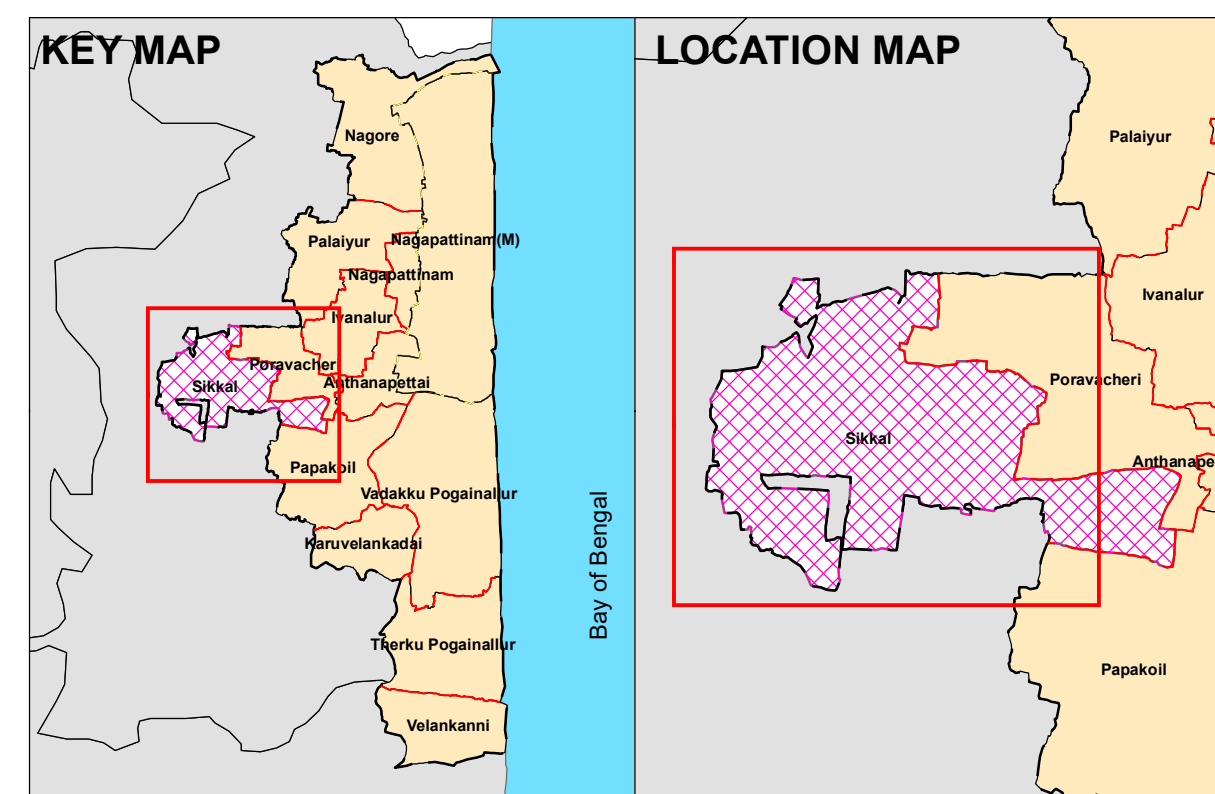 KEY MAP
Nagore
Palaiyur
Nagapattinam(M)
Nagapattinam
Ivanalur
Poravacheri
Anthanapettai
Sikkal
Papakoil
Vadakku Pogainallur
Karuvelankadai
Therku Pogainallur
Velankanni
Bay of Bengal
LOCATION MAP
Palaiyur
Ivanalur
Poravacheri
Sikkal
Anthanape
Papakoil